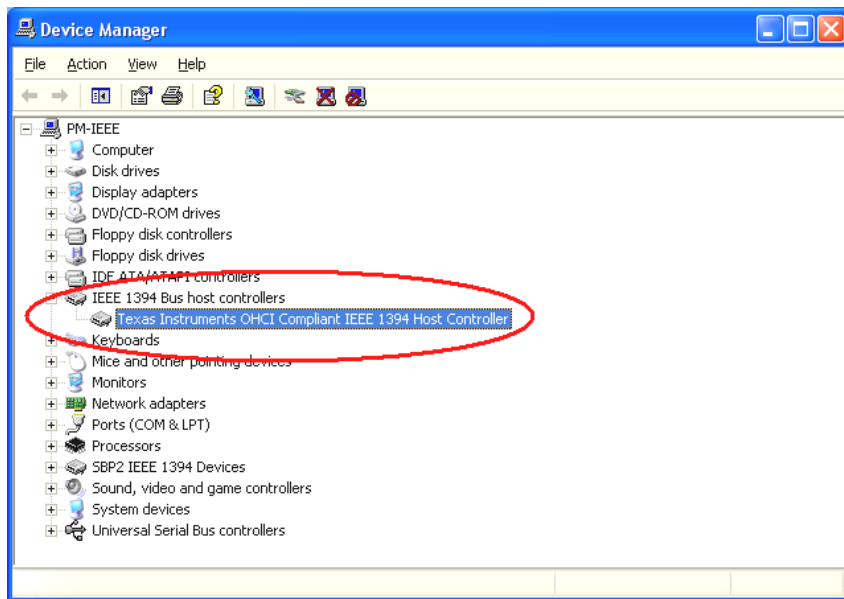 Device Manager
File Action View Help
PM-IEEE
Computer
Disk drives
Display adapters
DVD/CD-ROM drives
Floppy disk controllers
Floppy disk drives
IDE ATA/ATAPI controllers
IEEE 1394 Bus host controllers
Texas Instruments OHCI Compliant IEEE 1394 Host Controller
Keyboards
Mice and other pointing devices
Monitors
Network adapters
Ports (COM & LPT)
Processors
SBP2 IEEE 1394 Devices
Sound, video and game controllers
System devices
Universal Serial Bus controllers